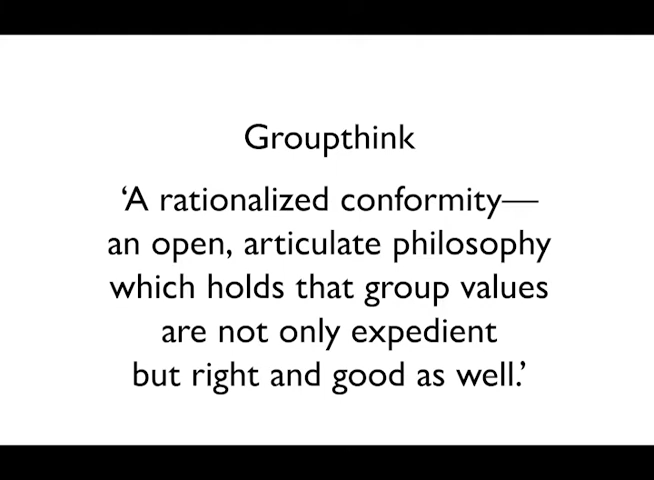 Groupthink
‘A rationalized conformity—
an open, articulate philosophy
which holds that group values
are not only expedient
but right and good as well.’